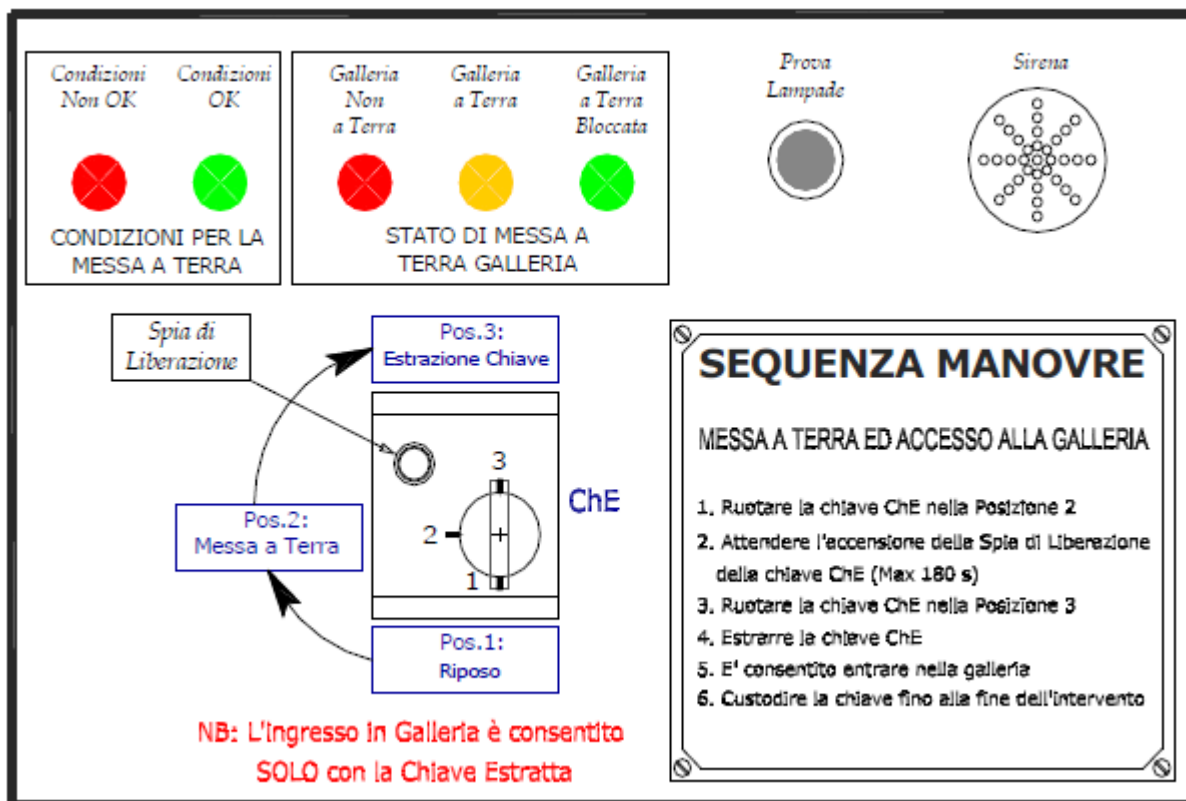 Condizioni
Non OK
Condizioni
OK
CONDIZIONI PER LA
MESSA A TERRA
Galleria
Non
a Terra
Galleria
a Terra
Galleria
a Terra
Bloccata
STATO DI MESSA A
TERRA GALLERIA
Prova
Lampade
Sirena
Spia di
Liberazione
Pos.3:
Estrazione Chiave
Pos.2:
Messa a Terra
Pos.1:
Riposo
3
2
1
ChE
NB: L'ingresso in Galleria è consentito
SOLO con la Chiave Estratta
SEQUENZA MANOVRE
MESSA A TERRA ED ACCESSO ALLA GALLERIA
1. Ruotare la chiave ChE nella Posizione 2
2. Attendere l'accensione della Spia di Liberazione
della chiave ChE (Max 180 s)
3. Ruotare la chiave ChE nella Posizione 3
4. Estrarre la chiave ChE
5. E' consentito entrare nella galleria
6. Custodire la chiave fino alla fine dell'intervento